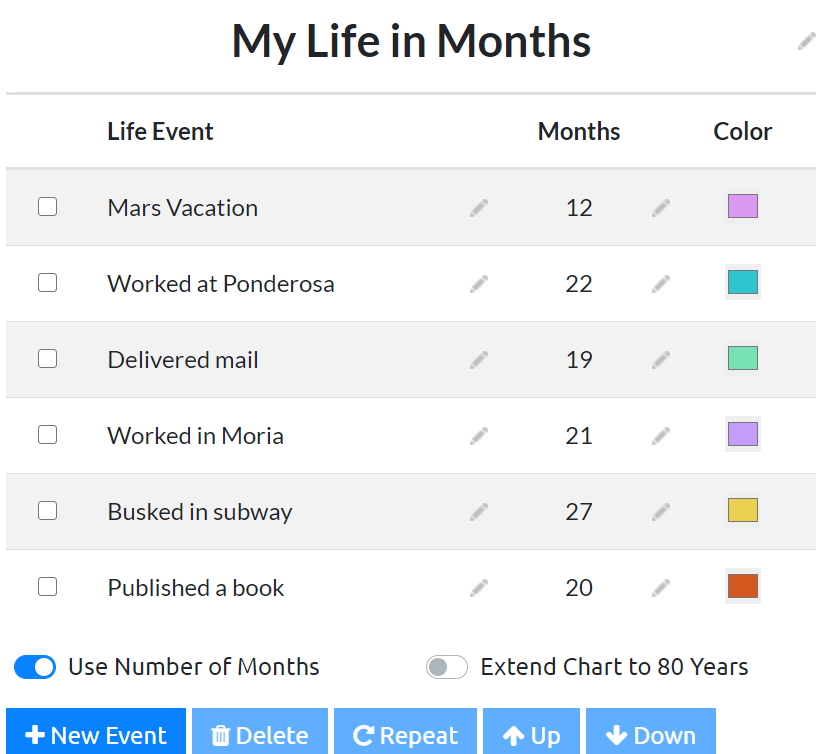 My Life in Months
Life Event Months Color
Mars Vacation 12
Worked at Ponderosa 22
Delivered mail 19
Worked in Moria 21
Busked in subway 27
Published a book 20
Use Number of Months Extend Chart to 80 Years
New Event Delete Repeat Up Down